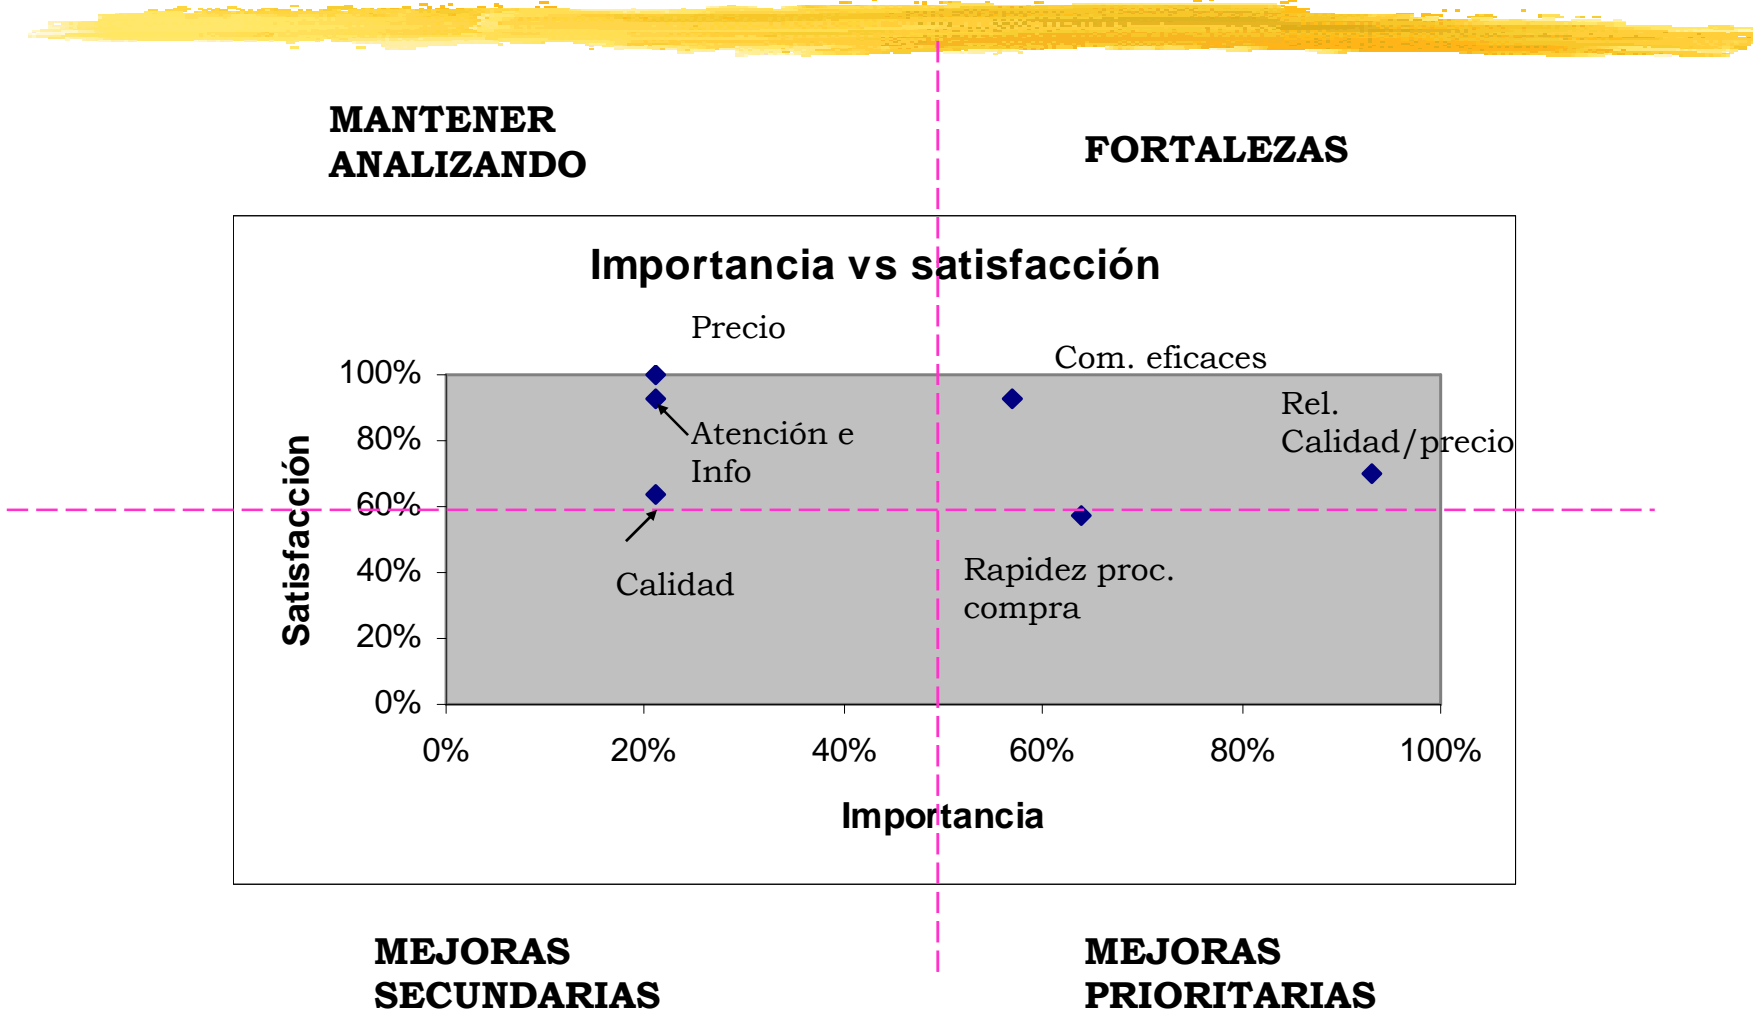 MANTENER
ANALIZANDO
FORTALEZAS
Importancia vs satisfacción
Precio
Com. eficaces
Rel.
Calidad/precio
Atención e
Info
Calidad
Rapidez proc.
compra
Satisfacción
100%
80%
60%
40%
20%
0%
0% 20% 40% 60% 80% 100%
Importancia
MEJORAS
SECUNDARIAS
MEJORAS
PRIORITARIAS